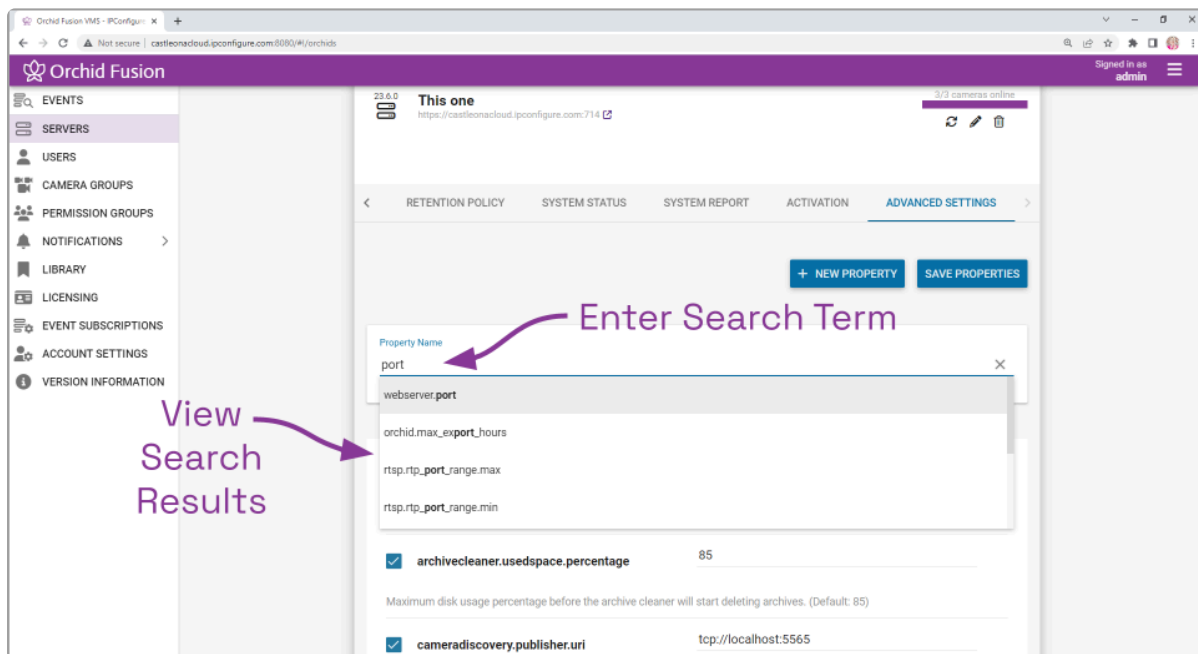 Orchid Fusion VMS - IPConfigure
Not secure | castleonacloud.ipconfigure.com:8080/#!/orchids
Orchid Fusion
Signed in as
admin
EVENTS
SERVERS
USERS
CAMERA GROUPS
PERMISSION GROUPS
NOTIFICATIONS
LIBRARY
LICENSING
EVENT SUBSCRIPTIONS
ACCOUNT SETTINGS
VERSION INFORMATION
23.6.0
This one
https://castleonacloud.ipconfigure.com:714
3/3 cameras online
RETENTION POLICY
SYSTEM STATUS
SYSTEM REPORT
ACTIVATION
ADVANCED SETTINGS
+ NEW PROPERTY
SAVE PROPERTIES
Enter Search Term
Property Name
port
webserver.port
orchid.max_export_hours
rtsp.rtp_port_range.max
rtsp.rtp_port_range.min
View
Search
Results
archivecleaner.usedspace.percentage
85
Maximum disk usage percentage before the archive cleaner will start deleting archives. (Default: 85)
cameradiscovery.publisher.uri
tcp://localhost:5565